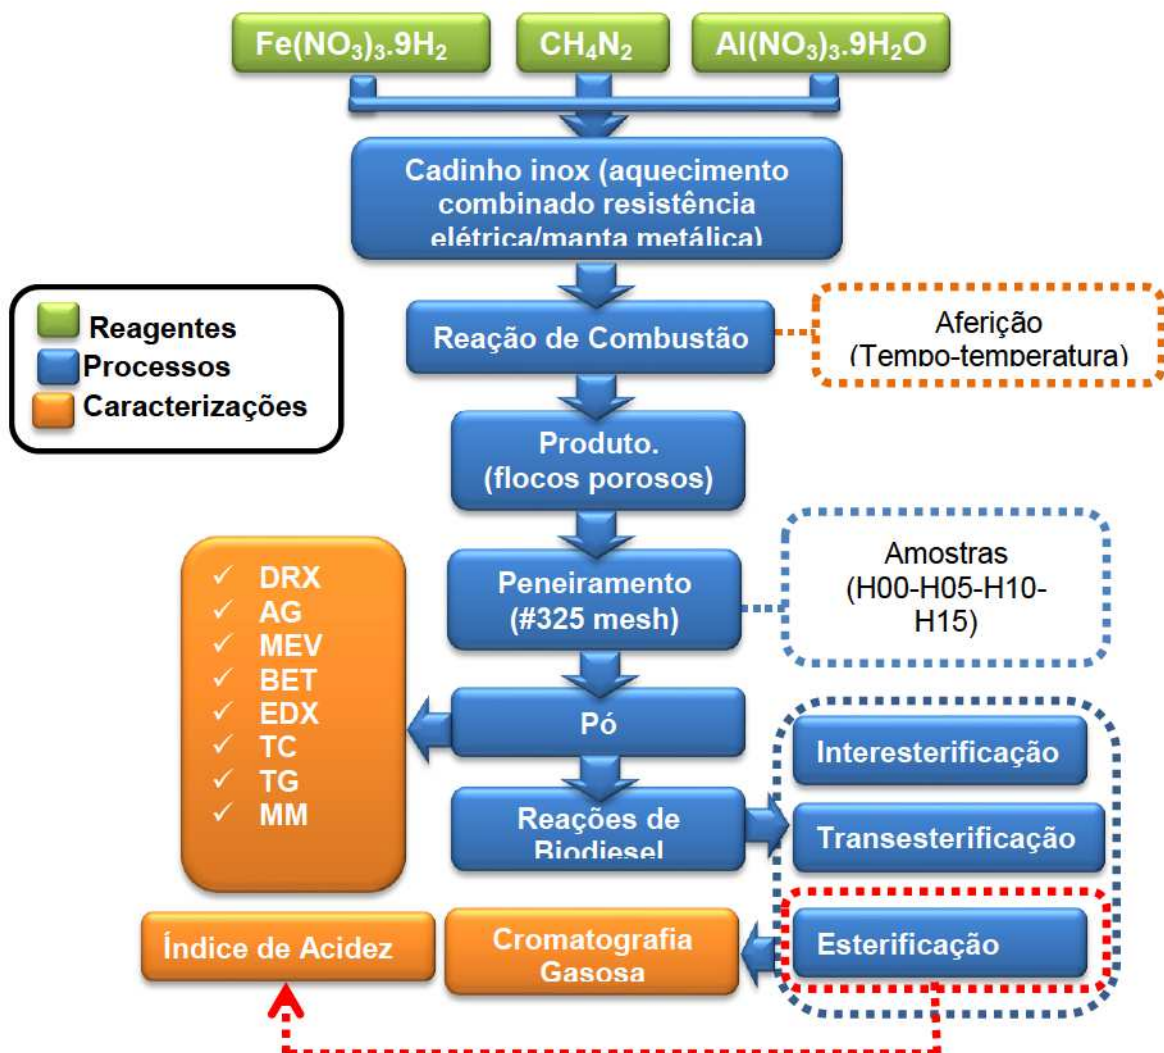 Fe(NO₃)₃.9H₂
CH₄N₂
Al(NO₃)₃.9H₂O
Cadinho inox (aquecimento
combinado resistência
elétrica/manta metálica)
Reagentes
Processos
Caracterizações
Reação de Combustão
Aferição
(Tempo-temperatura)
Produto.
(flocos porosos)
Peneiramento
(#325 mesh)
Amostras
(H00-H05-H10-
H15)
✓ DRX
✓ AG
✓ MEV
✓ BET
✓ EDX
✓ TC
✓ TG
✓ MM
Pó
Reações de
Biodiesel
Interesterificação
Transesterificação
Esterificação
Cromatografia
Gasosa
Índice de Acidez